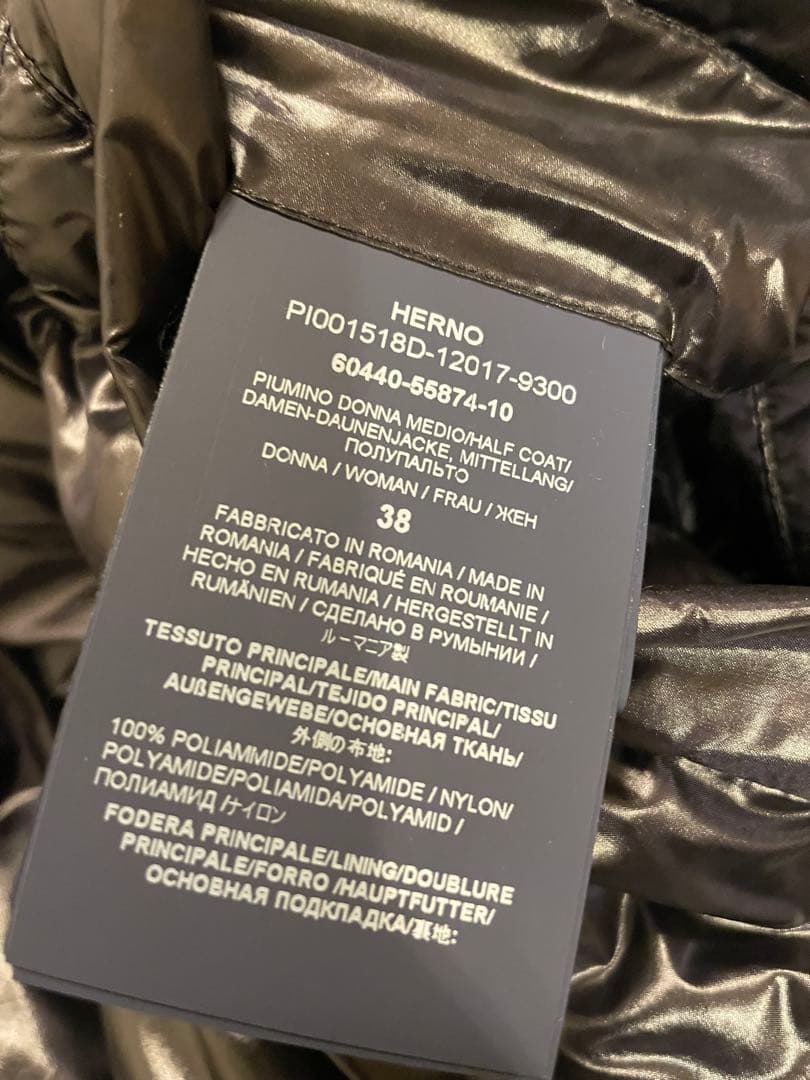 HERNO
PI001518D-12017-9300
60440-55874-10
PIUMINO DONNA MEDIO/HALF COAT/
DAMEN-DAUNENJACKE, MITTELLANG/
ПОЛУПАЛЬТО
DONNA / WOMAN / FRAU / ЖЕН
38
FABBRICATO IN ROMANIA / MADE IN
ROMANIA / FABRIQUÉ EN ROUMANIE /
HECHO EN RUMANIA / HERGESTELLT IN
RUMÄNIEN / СДЕЛАНО В РУМЫНИИ /
ルーマニア製
TESSUTO PRINCIPALE/MAIN FABRIC/TISSU
PRINCIPAL/TEJIDO PRINCIPAL/
AUßENGEWEBE/ОСНОВНАЯ ТКАНЬ/
外側の布地:
100% POLIAMMIDE/POLYAMIDE / NYLON/
POLYAMIDE/POLIAMIDA/POLYAMID /
ПОЛИАМИД /ナイロン
FODERA PRINCIPALE/LINING/DOUBLURE
PRINCIPALE/FORRO /HAUPTFUTTER/
ОСНОВНАЯ ПОДКЛАДКА/裏地: